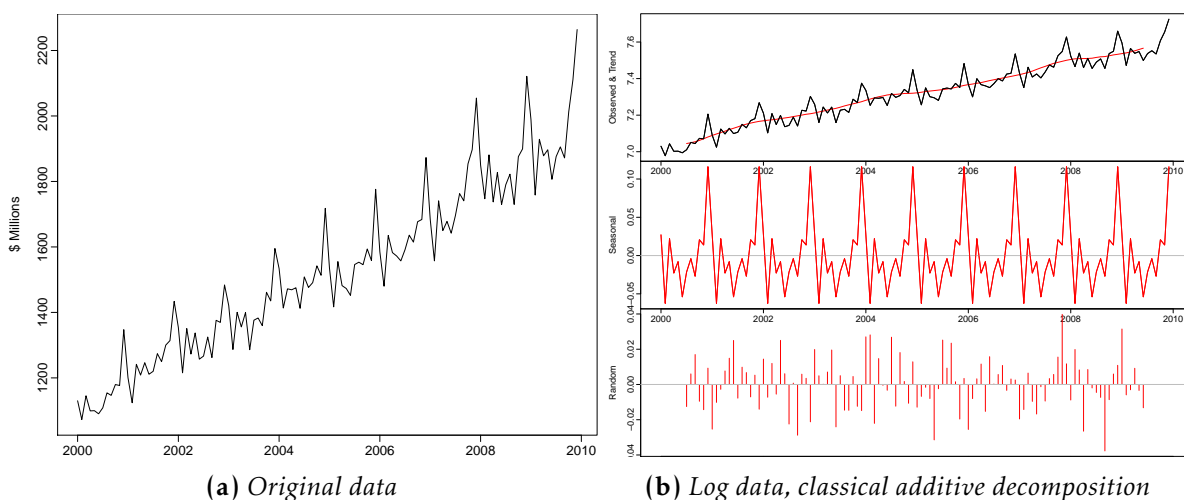 $ Millions
2200
2000
1800
1600
1400
1200
2000 2002 2004 2006 2008 2010
(a) Original data
Observed & Trend
7.6
7.4
7.2
7.0
2000 2002 2004 2006 2008 2010
Seasonal
0.10
0.05
0.00
-0.05
2000 2002 2004 2006 2008 2010
Random
0.04
0.02
0.00
-0.02
0.04
(b) Log data, classical additive decomposition